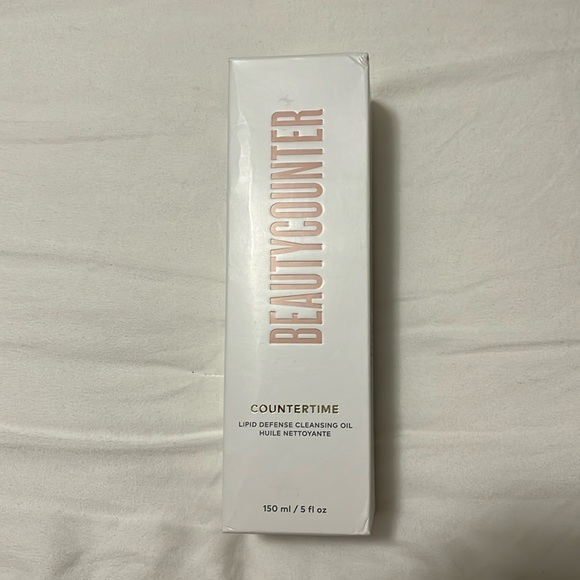 BEAUTYCOUNTER
COUNTERTIME
LIPID DEFENSE CLEANSING OIL
HUILE NETTOYANTE
150 ml / 5 fl oz